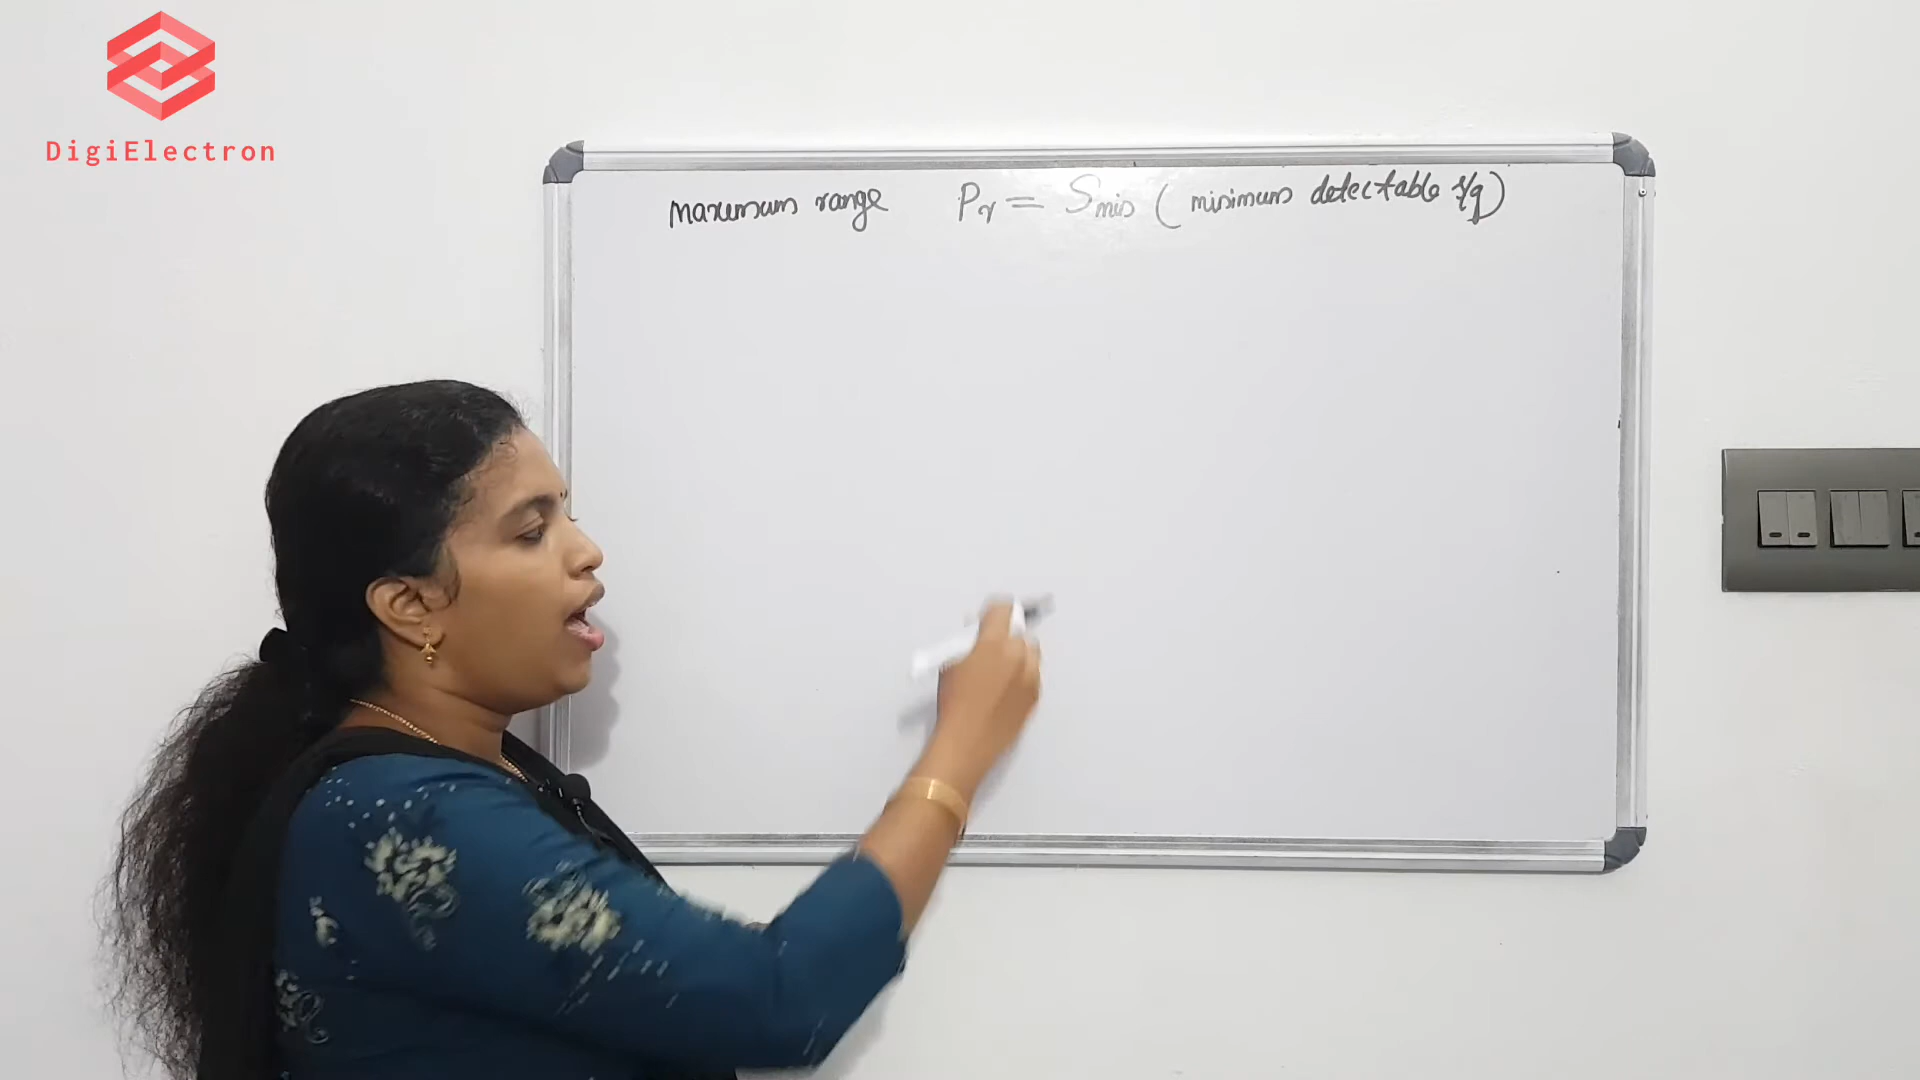 DigiElectron
Maximum range Pr = Smin (minimum detectable s/g)